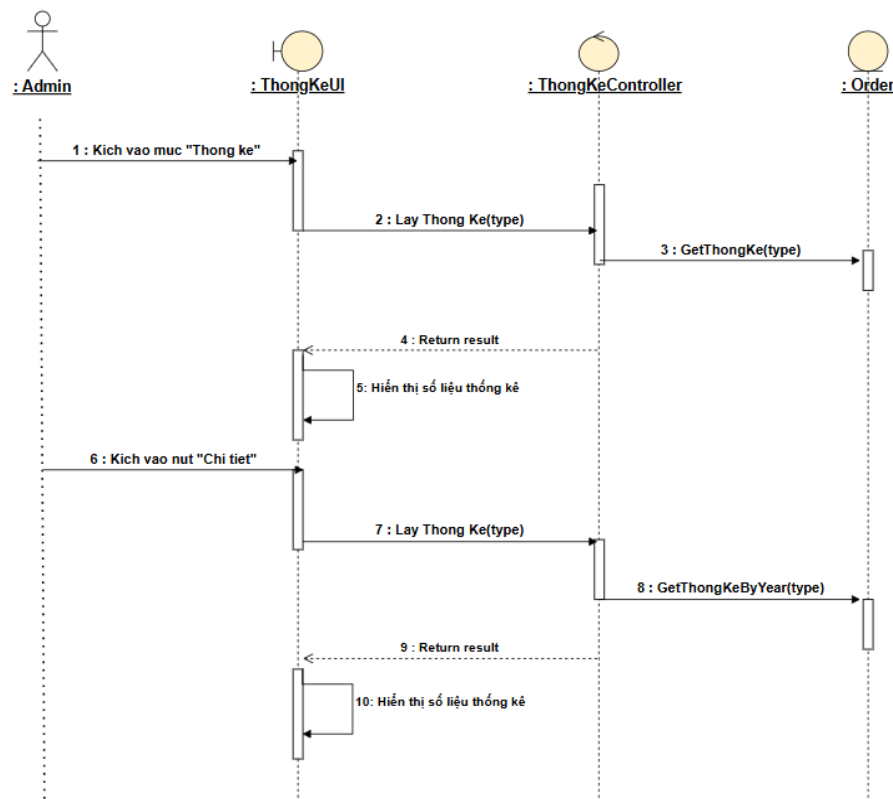 : Admin
: ThongKeUI
: ThongKeController
: Order
1 : Kich vao muc "Thong ke"
2 : Lay Thong Ke(type)
3 : GetThongKe(type)
4 : Return result
5: Hiển thị số liệu thống kê
6 : Kich vao nut "Chi tiet"
7 : Lay Thong Ke(type)
8 : GetThongKeByYear(type)
9 : Return result
10: Hiển thị số liệu thống kê